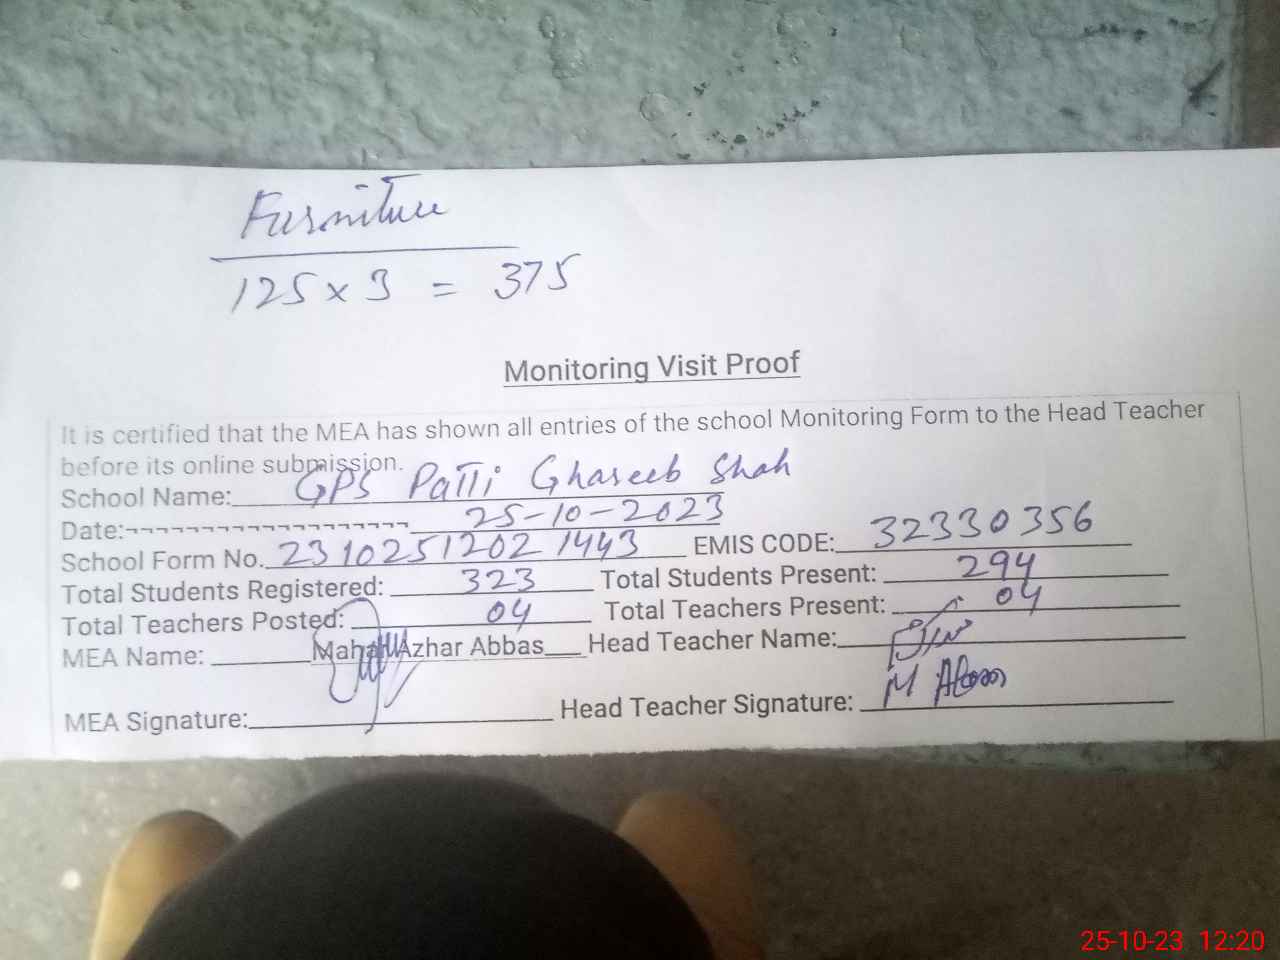 Furniture
125 x 3 = 375
Monitoring Visit Proof
It is certified that the MEA has shown all entries of the school Monitoring Form to the Head Teacher
before its online submission.
School Name: GPS Patti Ghareeb Shah
Date: 25-10-2023
School Form No. 2310251202 1443 EMIS CODE: 32330356
Total Students Registered: 323 Total Students Present: 294
Total Teachers Posted: 04 Total Teachers Present: 04
MEA Name: Mahar Azhar Abbas Head Teacher Name:
MEA Signature: Head Teacher Signature: M
25-10-23 12:20